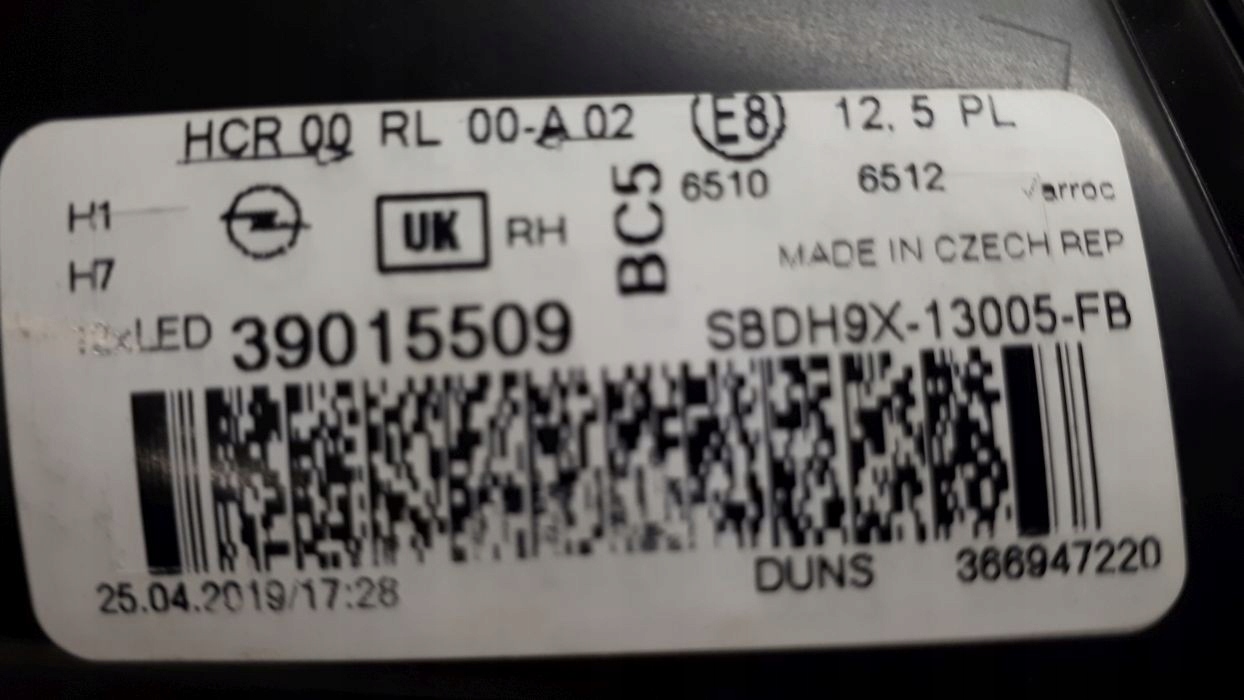 HCR 00 RL 00-A 02 E8 12, 5 PL
6510 6512 Varroc
H1 UK RH BC5
MADE IN CZECH REP
H7
12xLED 39015509 SBDH9X-13005-FB
25.04.2019/17:28 DUNS 366947220